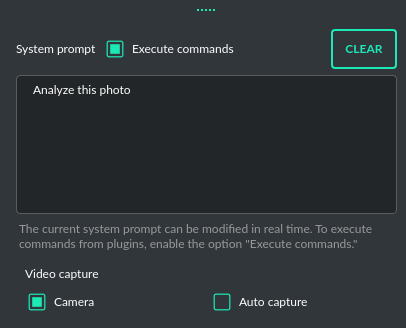 System prompt Execute commands CLEAR
Analyze this photo
The current system prompt can be modified in real time. To execute
commands from plugins, enable the option "Execute commands."
Video capture
Camera Auto capture